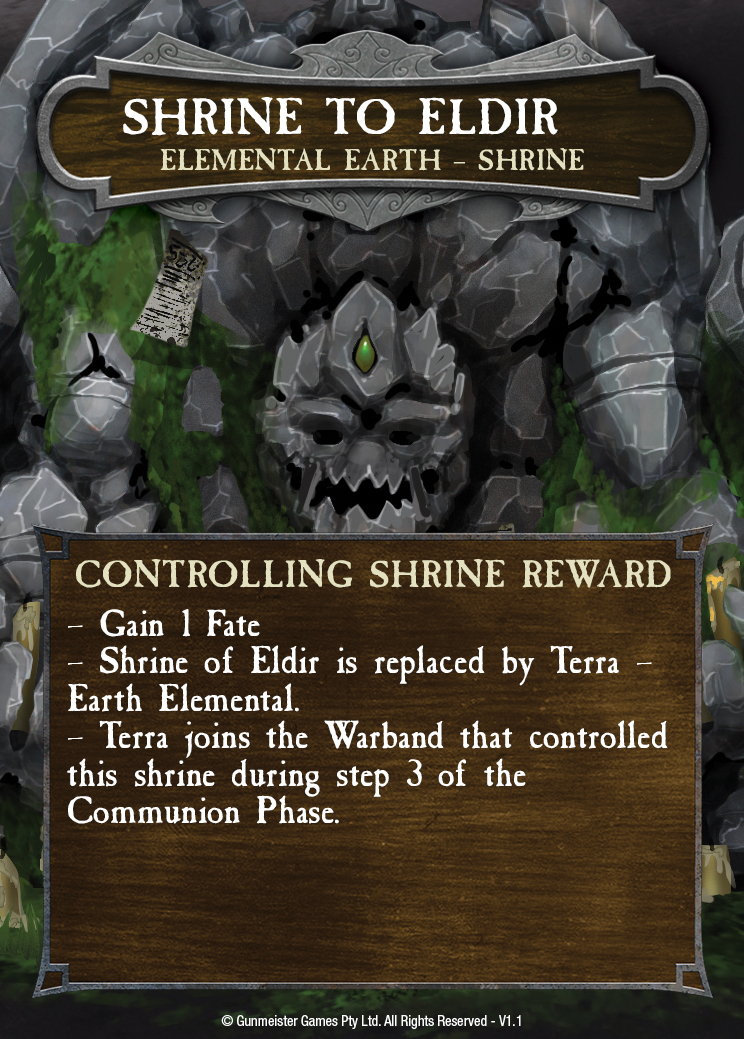 SHRINE TO ELDIR
ELEMENTAL EARTH – SHRINE
CONTROLLING SHRINE REWARD
– Gain 1 Fate
– Shrine of Eldir is replaced by Terra –
Earth Elemental.
– Terra joins the Warband that controlled
this shrine during step 3 of the
Communion Phase.
© Gunmeister Games Pty Ltd. All Rights Reserved - V1.1